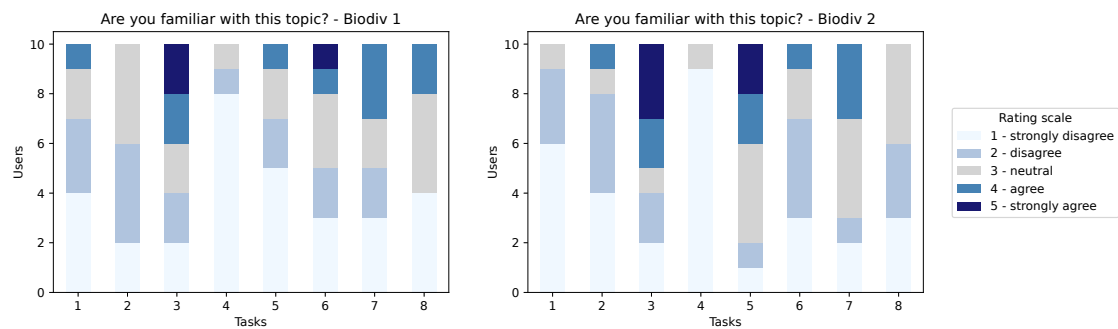 Are you familiar with this topic? - Biodiv 1
10
8
6
4
2
0
Users
1 2 3 4 5 6 7 8
Tasks
Are you familiar with this topic? - Biodiv 2
10
8
6
4
2
0
Users
1 2 3 4 5 6 7 8
Tasks
Rating scale
1 - strongly disagree
2 - disagree
3 - neutral
4 - agree
5 - strongly agree